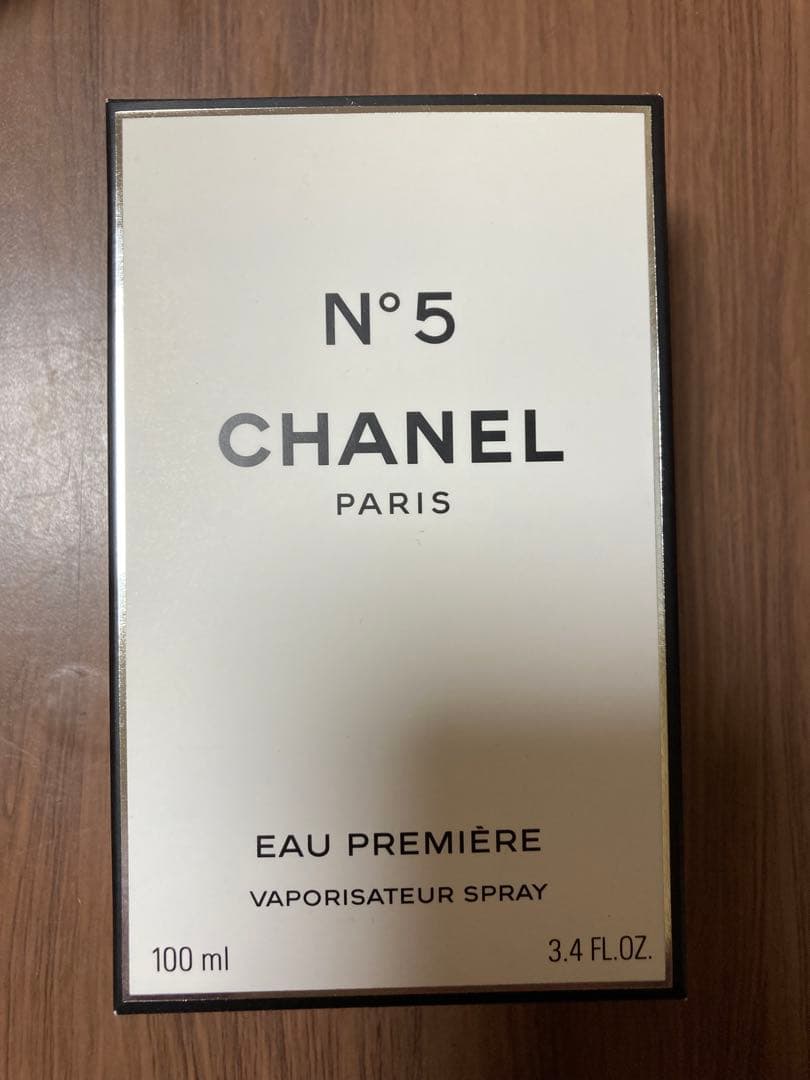 N°5
CHANEL
PARIS
EAU PREMIÈRE
VAPORISATEUR SPRAY
100 ml 3.4 FL.OZ.